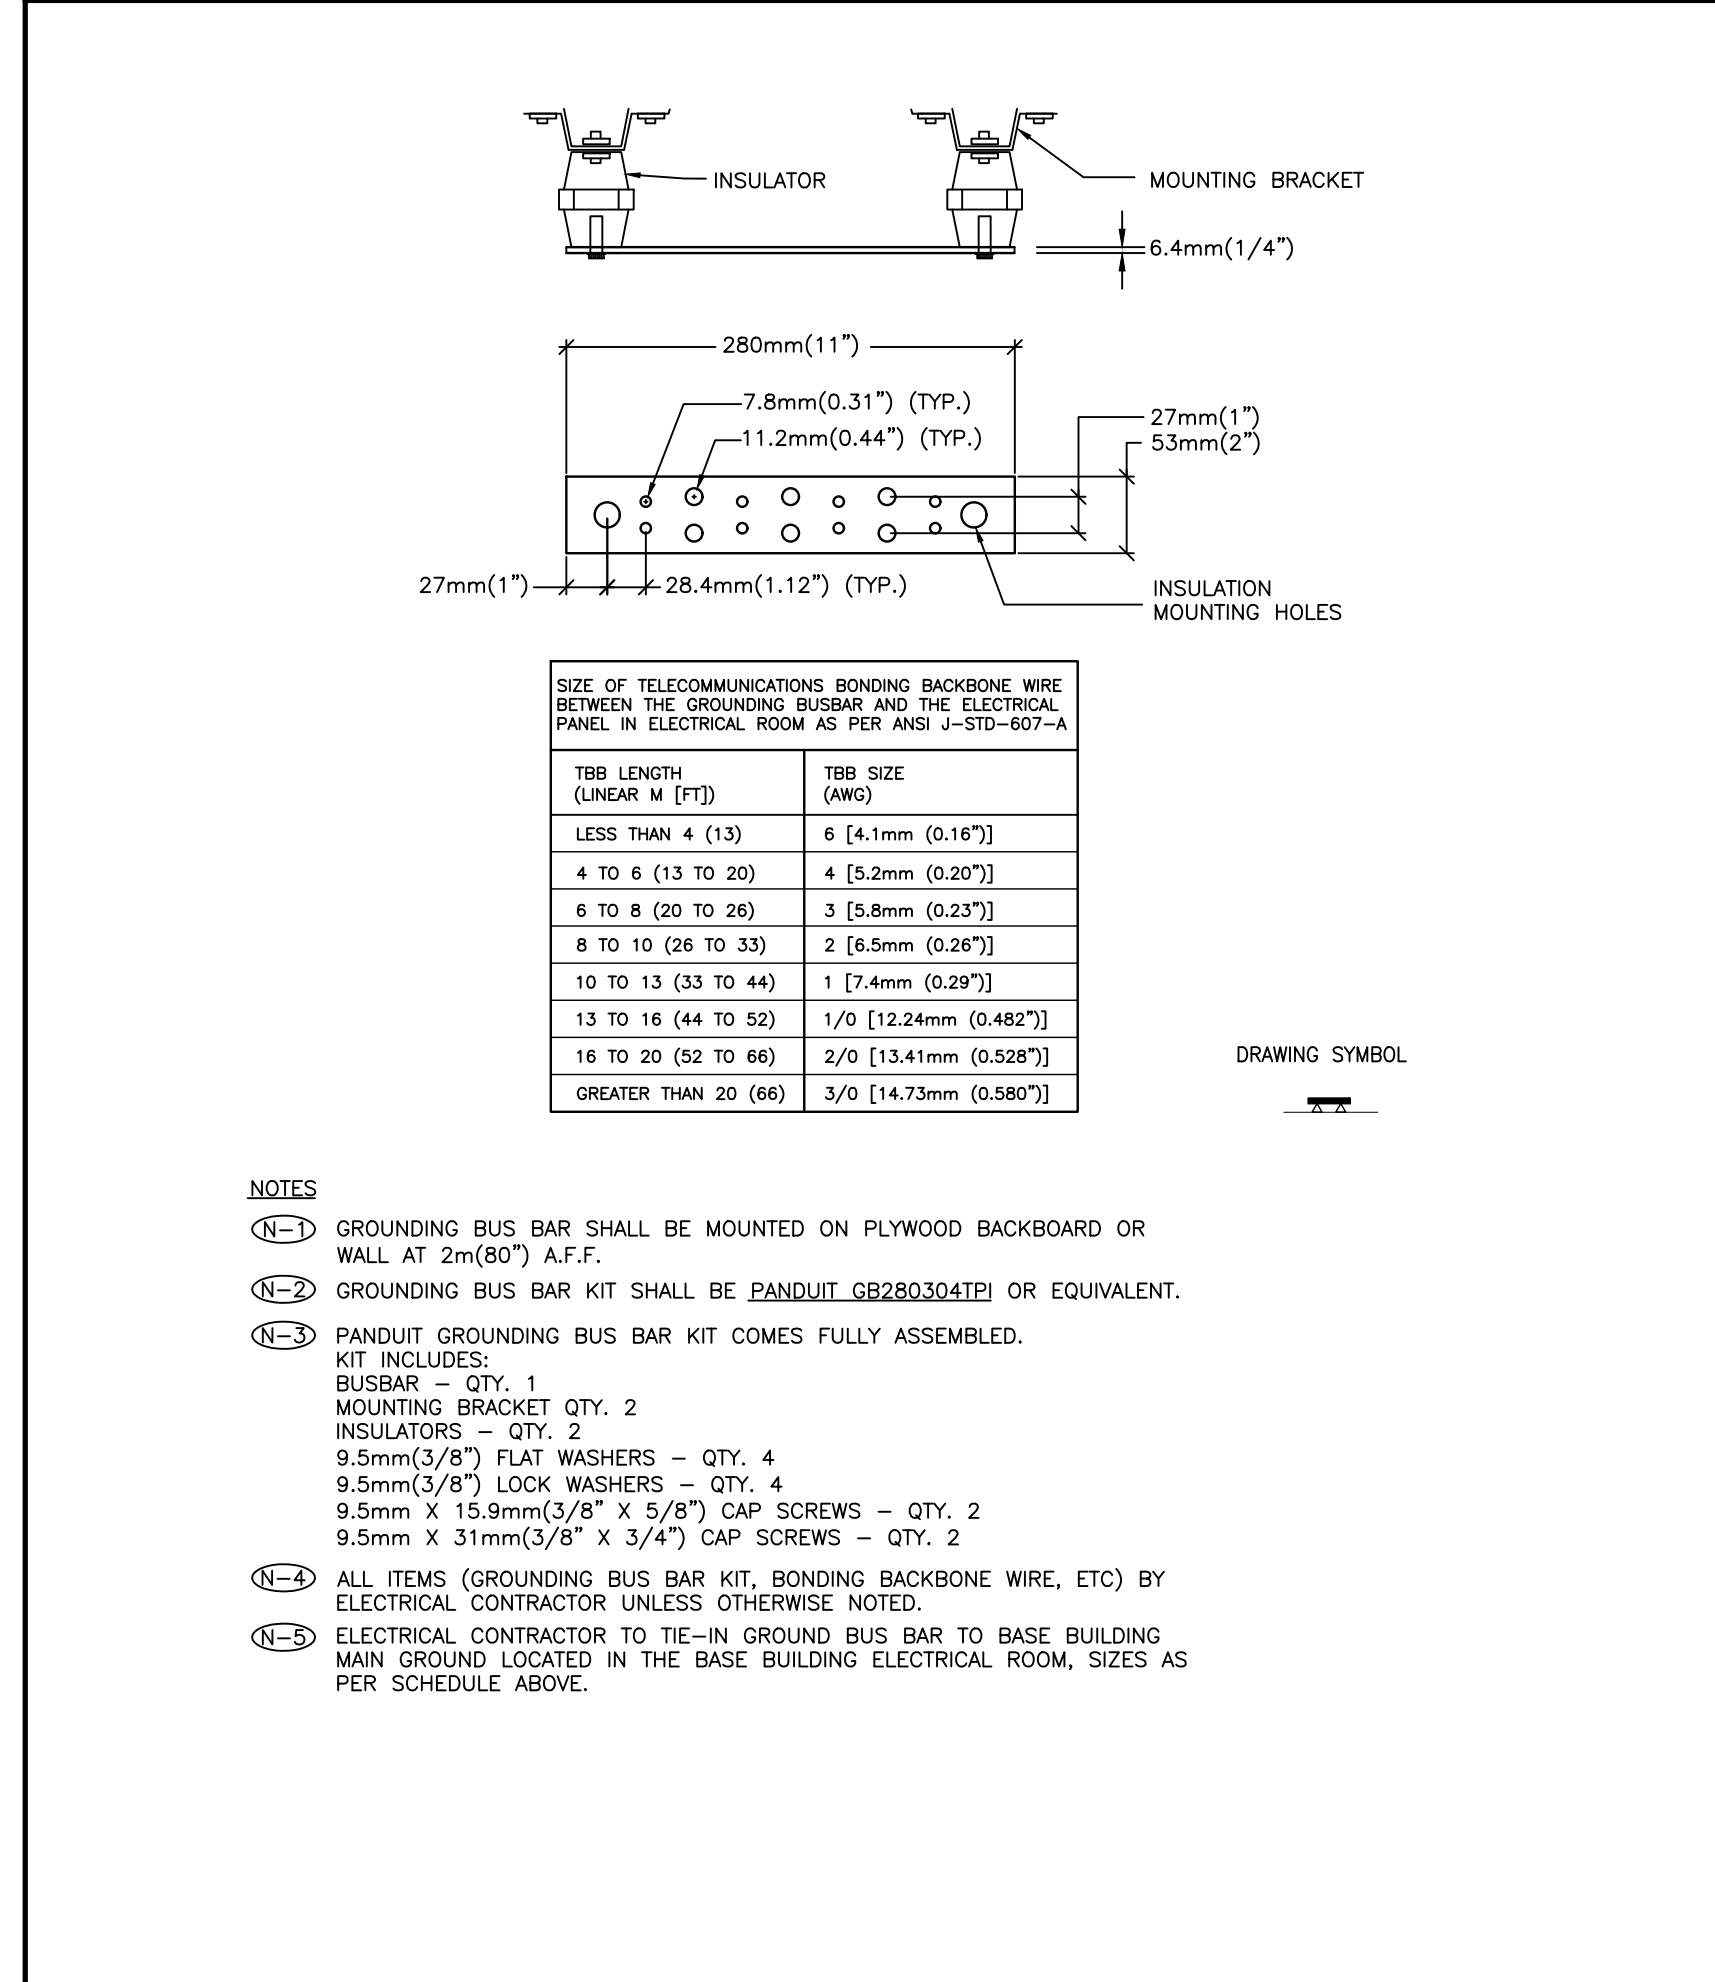 INSULATOR
MOUNTING BRACKET
6.4mm(1/4")
280mm(11")
7.8mm(0.31") (TYP.)
11.2mm(0.44") (TYP.)
27mm(1")
53mm(2")
27mm(1")
28.4mm(1.12") (TYP.)
INSULATION
MOUNTING HOLES
SIZE OF TELECOMMUNICATIONS BONDING BACKBONE WIRE
BETWEEN THE GROUNDING BUSBAR AND THE ELECTRICAL
PANEL IN ELECTRICAL ROOM AS PER ANSI J-STD-607-A
TBB LENGTH TBB SIZE
(LINEAR M [FT]) (AWG)
LESS THAN 4 (13) 6 [4.1mm (0.16")]
4 TO 6 (13 TO 20) 4 [5.2mm (0.20")]
6 TO 8 (20 TO 26) 3 [5.8mm (0.23")]
8 TO 10 (26 TO 33) 2 [6.5mm (0.26")]
10 TO 13 (33 TO 44) 1 [7.4mm (0.29")]
13 TO 16 (44 TO 52) 1/0 [12.24mm (0.482")]
16 TO 20 (52 TO 66) 2/0 [13.41mm (0.528")]
GREATER THAN 20 (66) 3/0 [14.73mm (0.580")]
DRAWING SYMBOL
NOTES
N-1 GROUNDING BUS BAR SHALL BE MOUNTED ON PLYWOOD BACKBOARD OR
WALL AT 2m(80") A.F.F.
N-2 GROUNDING BUS BAR KIT SHALL BE PANDUIT GB280304TPI OR EQUIVALENT.
N-3 PANDUIT GROUNDING BUS BAR KIT COMES FULLY ASSEMBLED.
KIT INCLUDES:
BUSBAR - QTY. 1
MOUNTING BRACKET QTY. 2
INSULATORS - QTY. 2
9.5mm(3/8") FLAT WASHERS - QTY. 4
9.5mm(3/8") LOCK WASHERS - QTY. 4
9.5mm X 15.9mm(3/8" X 5/8") CAP SCREWS - QTY. 2
9.5mm X 31mm(3/8" X 3/4") CAP SCREWS - QTY. 2
N-4 ALL ITEMS (GROUNDING BUS BAR KIT, BONDING BACKBONE WIRE, ETC) BY
ELECTRICAL CONTRACTOR UNLESS OTHERWISE NOTED.
N-5 ELECTRICAL CONTRACTOR TO TIE-IN GROUND BUS BAR TO BASE BUILDING
MAIN GROUND LOCATED IN THE BASE BUILDING ELECTRICAL ROOM, SIZES AS
PER SCHEDULE ABOVE.